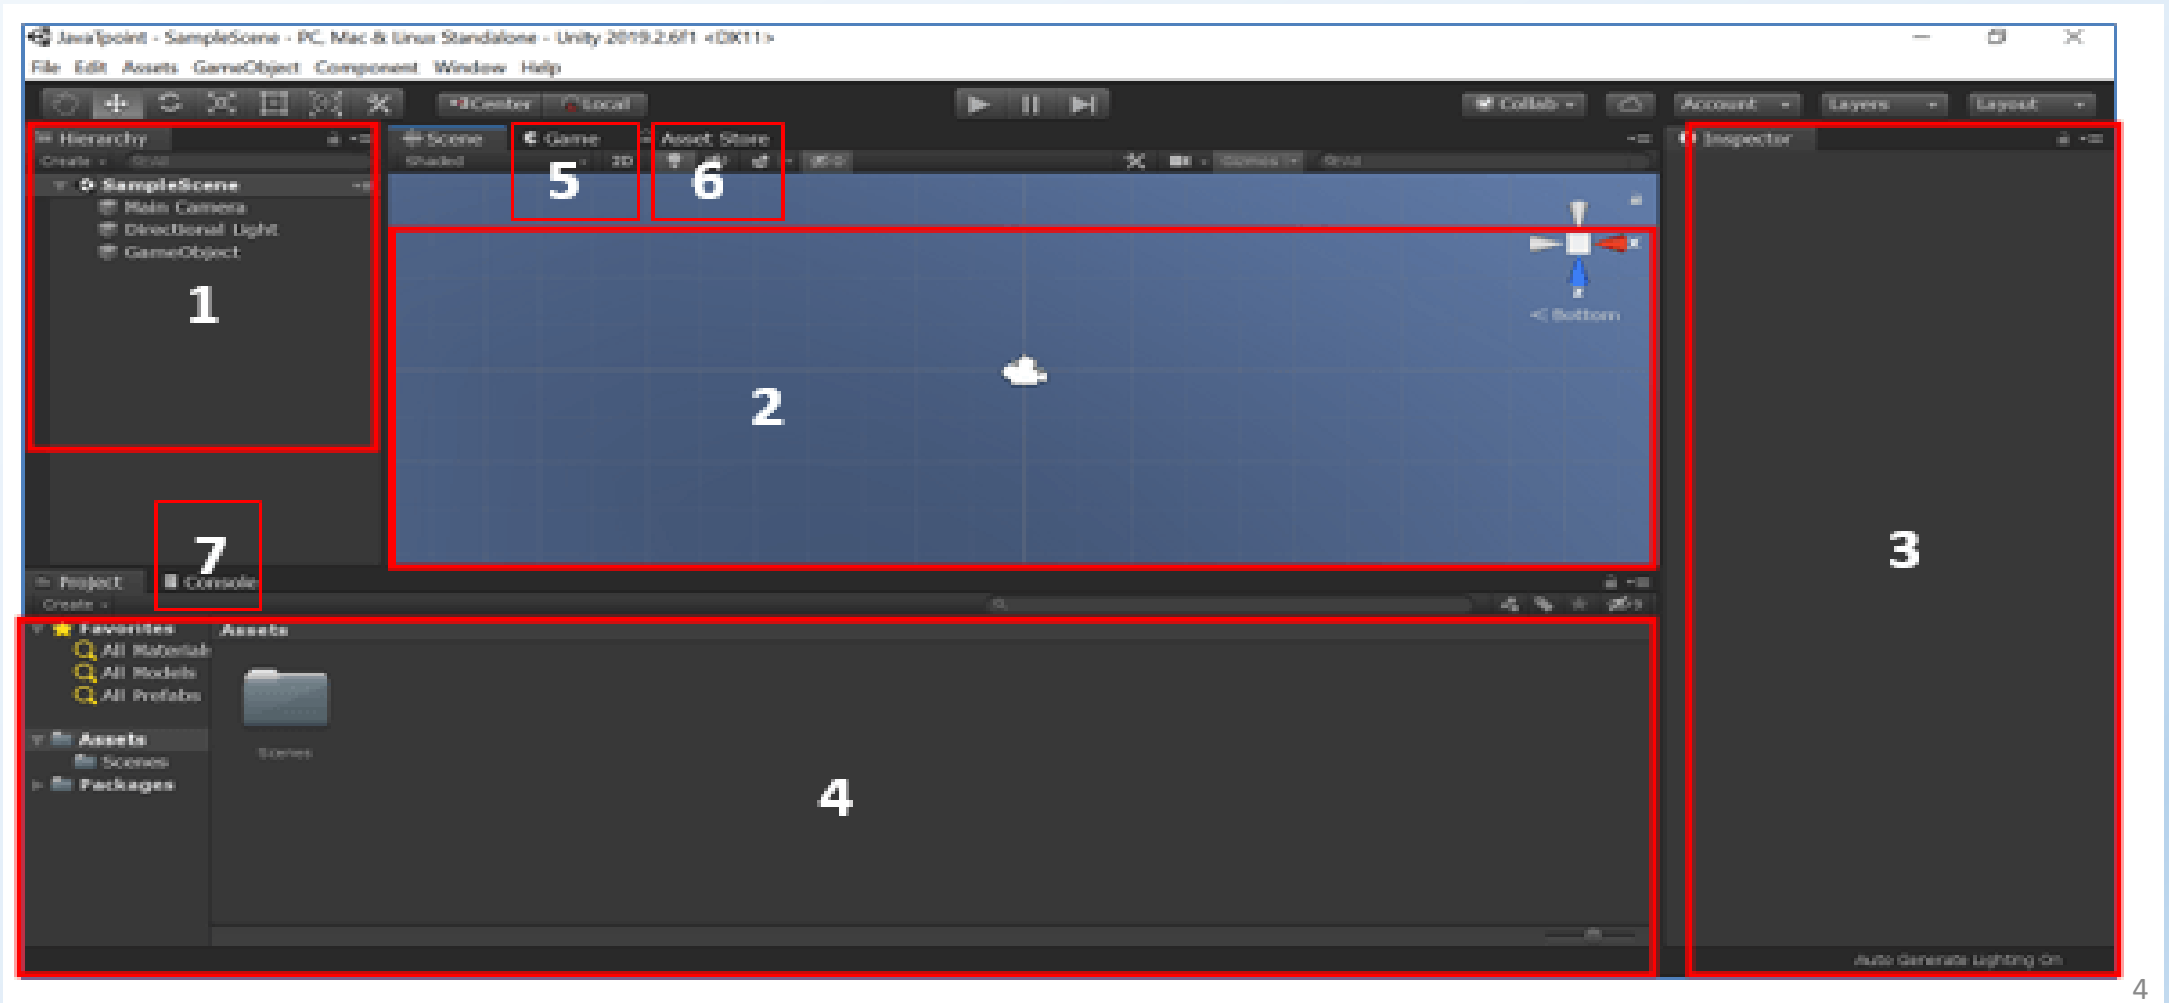 JavaTpoint - SampleScene - PC, Mac & Linux Standalone - Unity 2019.2.6f1 <DX11>
File Edit Assets GameObject Component Window Help
Center Local
Collab Account Layers Layout
Hierarchy
Scene Game Asset Store
Inspector
Create
Shaded 2D Gizmos
SampleScene
Main Camera
Directional Light
GameObject
1
5
6
Bottom
2
3
7
Project Console
Create
Favorites
All Materials
All Models
All Prefabs
Assets
Scenes
Packages
Assets
Scenes
4
Auto Generate Lighting On
4